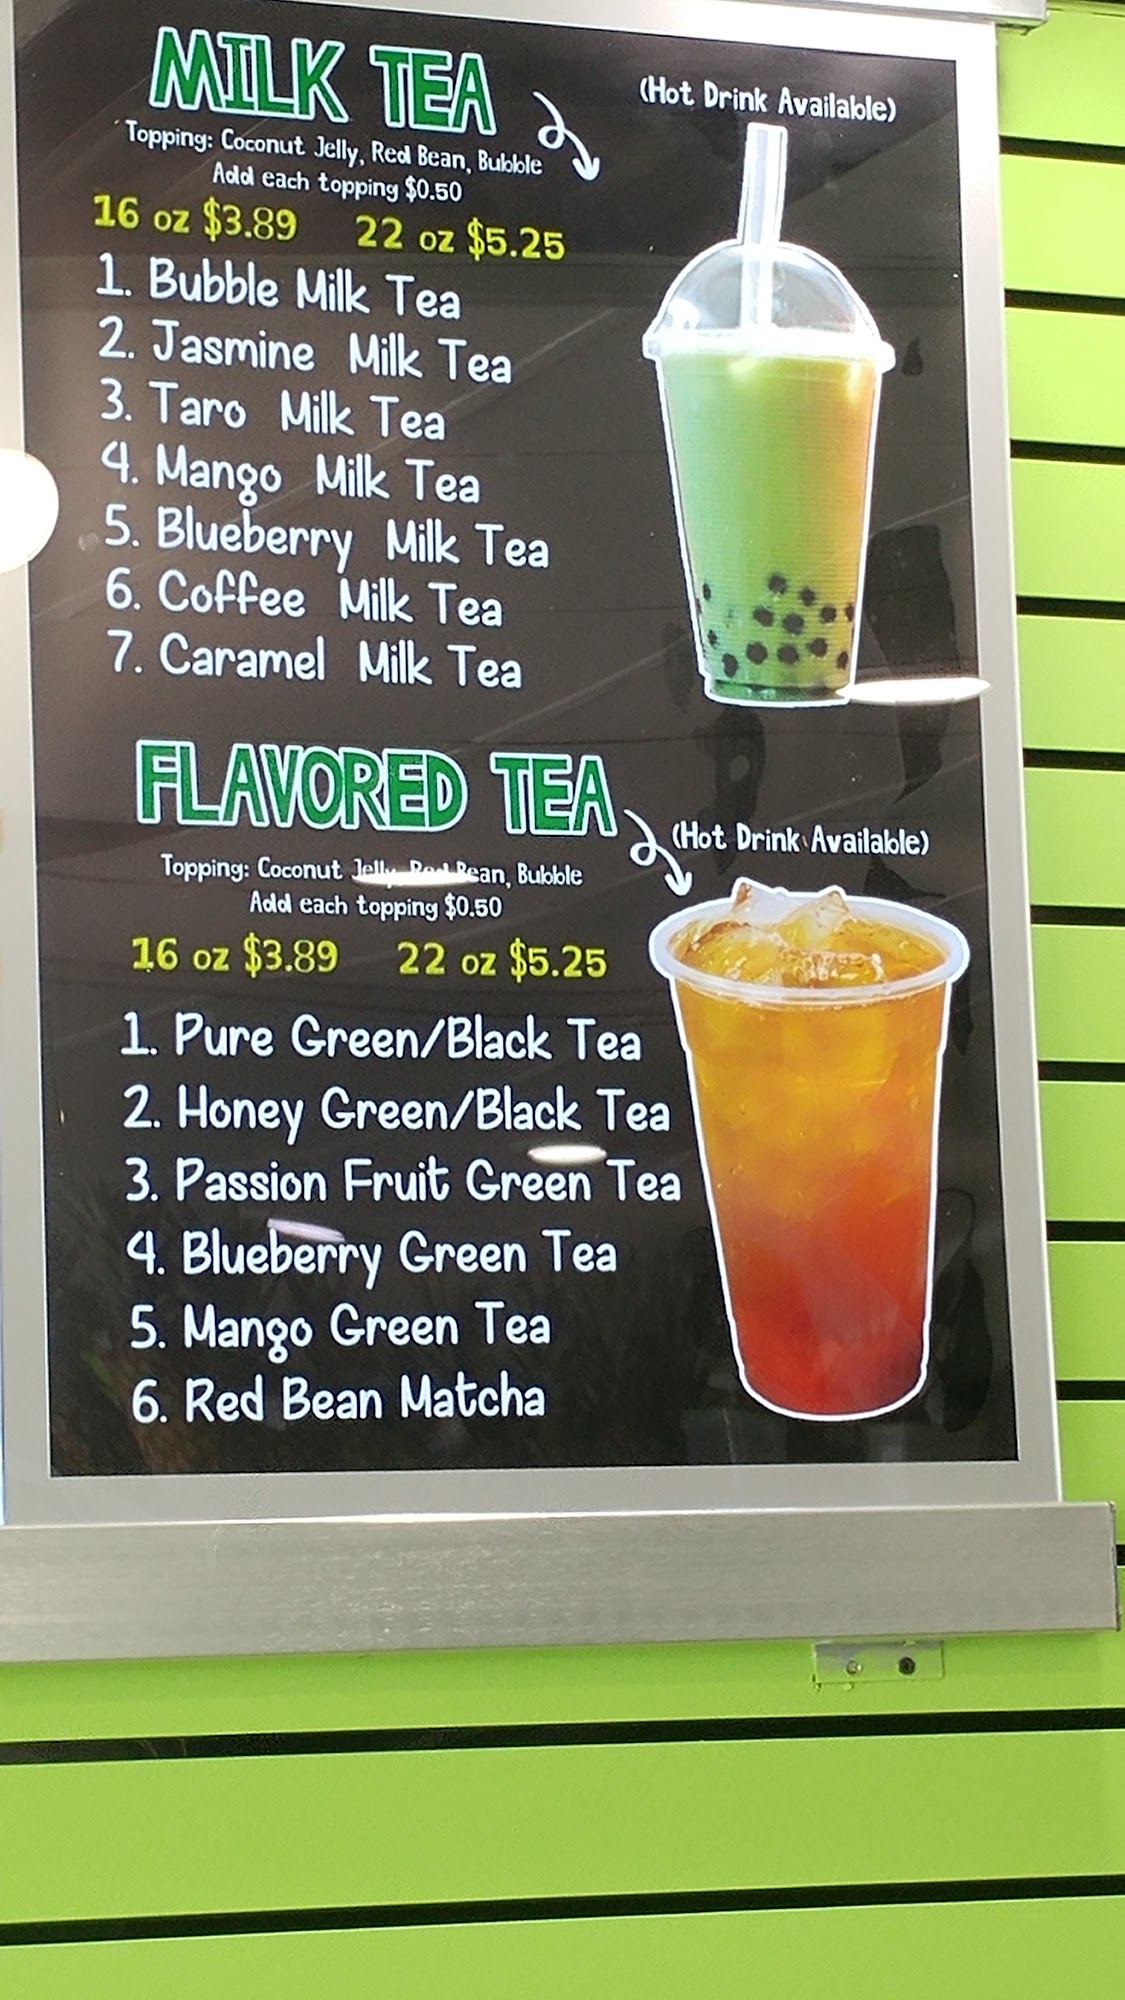 MILK TEA
(Hot Drink Available)
Topping: Coconut Jelly, Red Bean, Bubble
Add each topping $0.50
16 oz $3.89 22 oz $5.25
1. Bubble Milk Tea
2. Jasmine Milk Tea
3. Taro Milk Tea
4. Mango Milk Tea
5. Blueberry Milk Tea
6. Coffee Milk Tea
7. Caramel Milk Tea
FLAVORED TEA
(Hot Drink Available)
Topping: Coconut Jelly, Red Bean, Bubble
Add each topping $0.50
16 oz $3.89 22 oz $5.25
1. Pure Green/Black Tea
2. Honey Green/Black Tea
3. Passion Fruit Green Tea
4. Blueberry Green Tea
5. Mango Green Tea
6. Red Bean Matcha